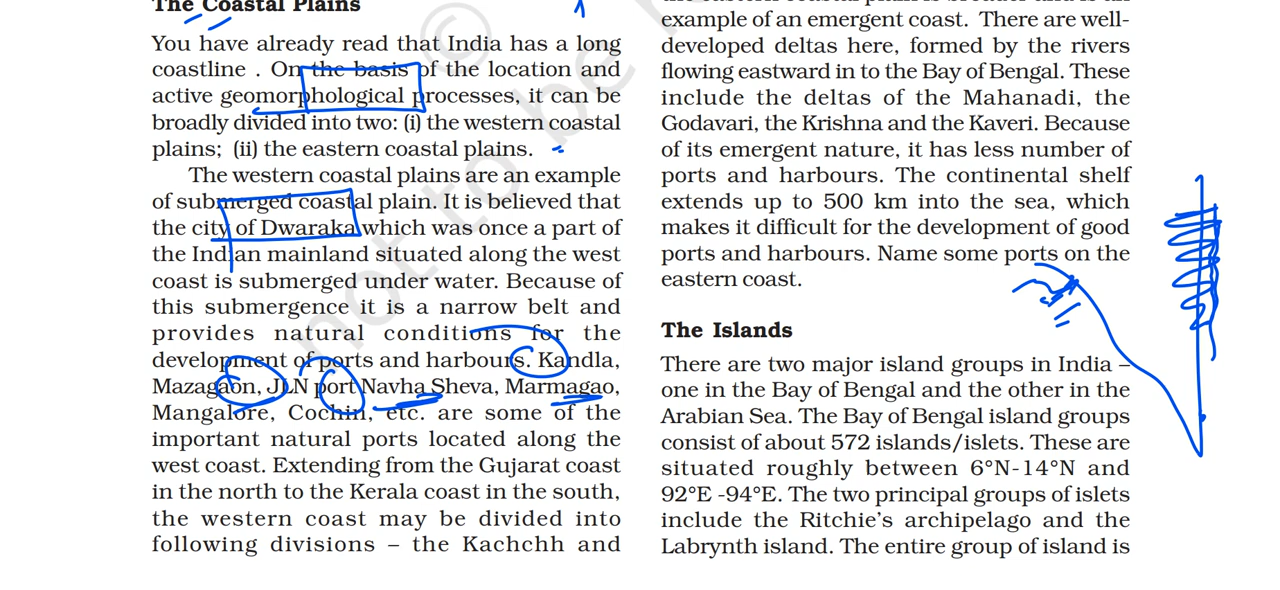 The Coastal Plains
You have already read that India has a long
coastline . On the basis of the location and
active geomorphological processes, it can be
broadly divided into two: (i) the western coastal
plains; (ii) the eastern coastal plains.
The western coastal plains are an example
of submerged coastal plain. It is believed that
the city of Dwaraka which was once a part of
the Indian mainland situated along the west
coast is submerged under water. Because of
this submergence it is a narrow belt and
provides natural conditions for the
development of ports and harbours. Kandla,
Mazagaon, JLN port Navha Sheva, Marmagao,
Mangalore, Cochin, etc. are some of the
important natural ports located along the
west coast. Extending from the Gujarat coast
in the north to the Kerala coast in the south,
the western coast may be divided into
following divisions – the Kachchh and
example of an emergent coast. There are well-
developed deltas here, formed by the rivers
flowing eastward in to the Bay of Bengal. These
include the deltas of the Mahanadi, the
Godavari, the Krishna and the Kaveri. Because
of its emergent nature, it has less number of
ports and harbours. The continental shelf
extends up to 500 km into the sea, which
makes it difficult for the development of good
ports and harbours. Name some ports on the
eastern coast.
The Islands
There are two major island groups in India –
one in the Bay of Bengal and the other in the
Arabian Sea. The Bay of Bengal island groups
consist of about 572 islands/islets. These are
situated roughly between 6°N-14°N and
92°E -94°E. The two principal groups of islets
include the Ritchie's archipelago and the
Labrynth island. The entire group of island is
© not to be r